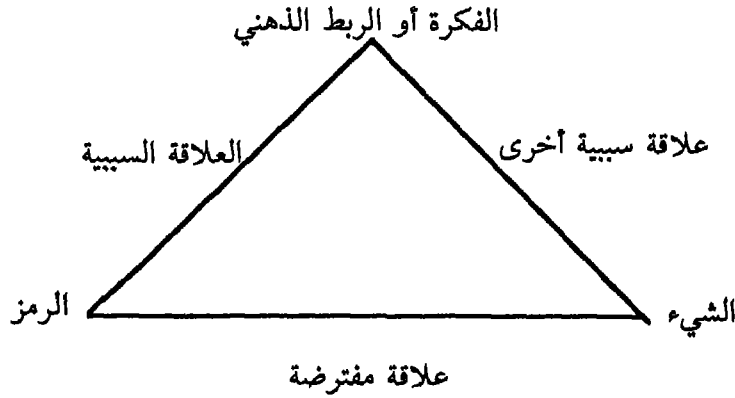 الفكرة أو الربط الذهني
علاقة سببية أخرى
العلاقة السببية
الشيء
الرمز
علاقة مفترضة